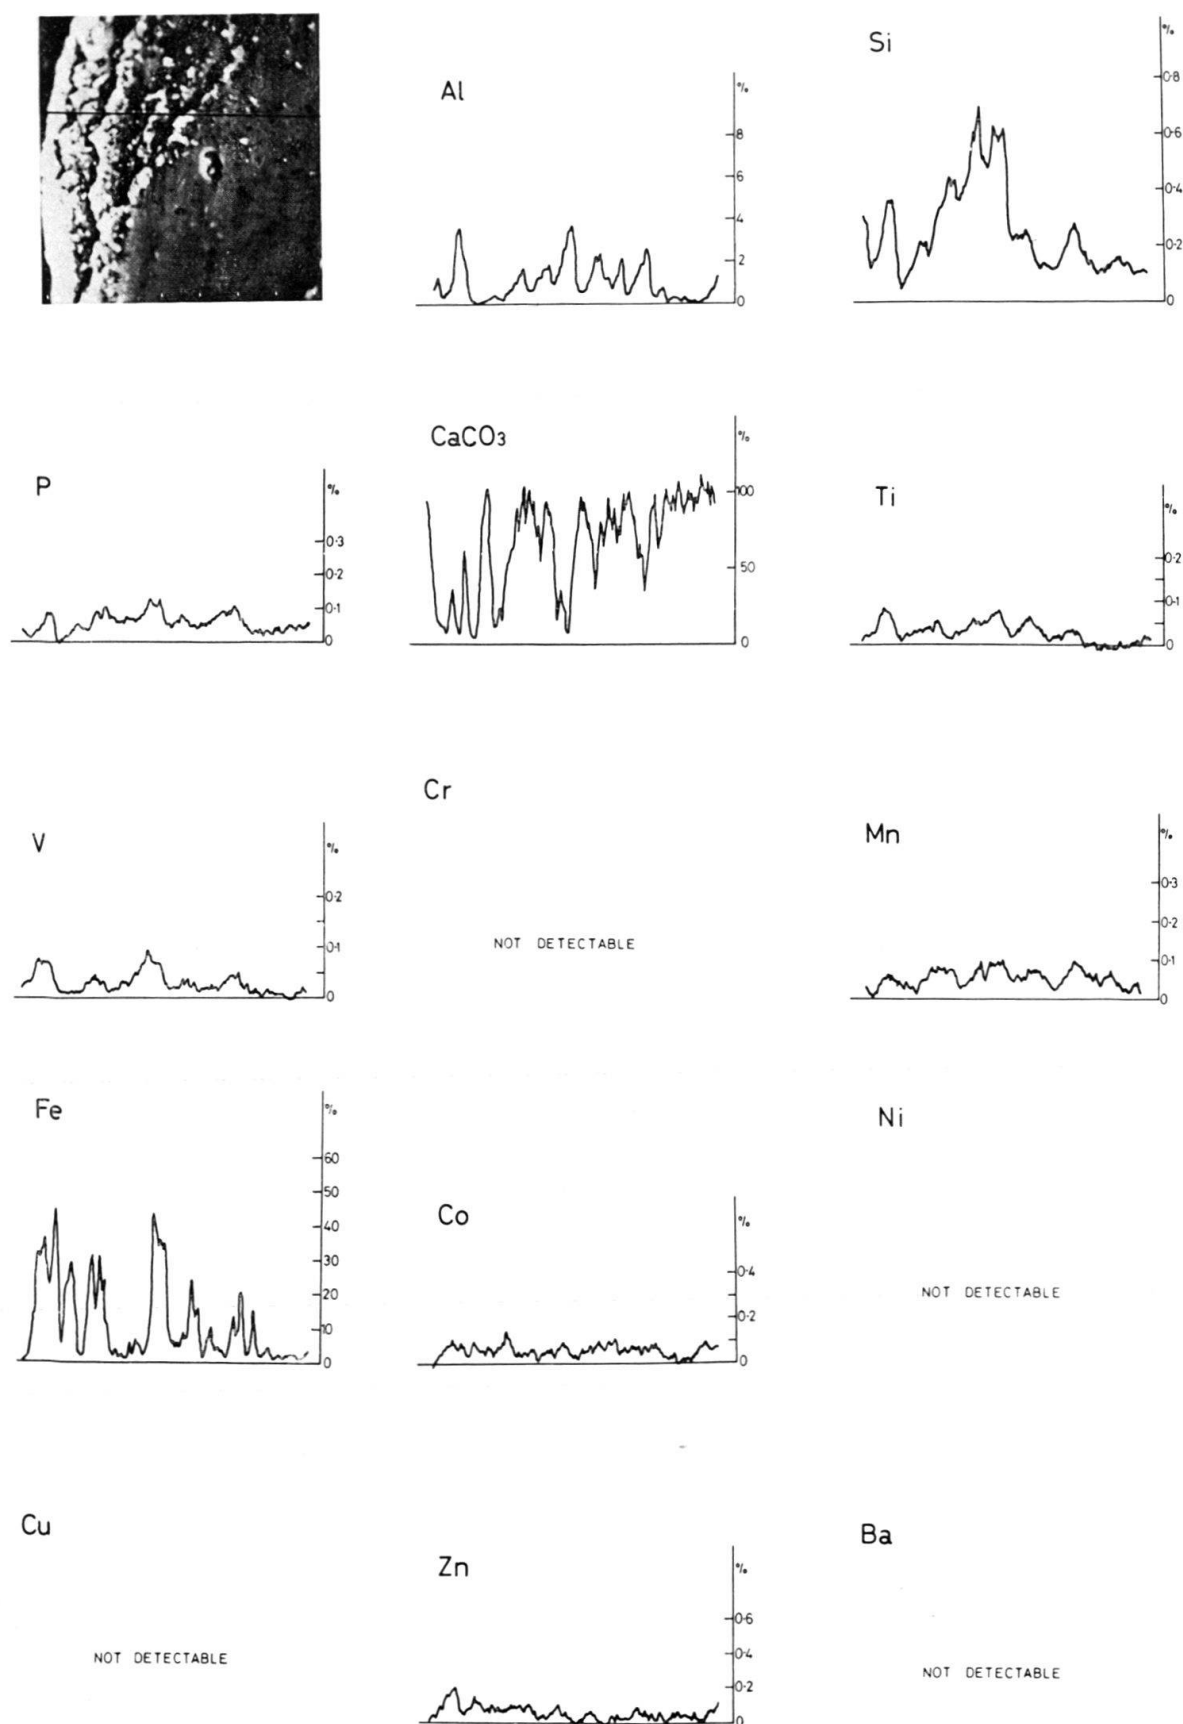 Al
%
8
6
4
2
0
Si
%
0·8
0·6
0·4
0·2
0
P
%
0·3
0·2
0·1
0
CaCO₃
%
100
50
0
Ti
%
0·2
0·1
0
V
%
0·2
0·1
0
Cr
NOT DETECTABLE
Mn
%
0·3
0·2
0·1
0
Fe
%
60
50
40
30
20
10
0
Co
%
0·4
0·2
0
Ni
NOT DETECTABLE
Cu
NOT DETECTABLE
Zn
%
0·6
0·4
0·2
0
Ba
NOT DETECTABLE